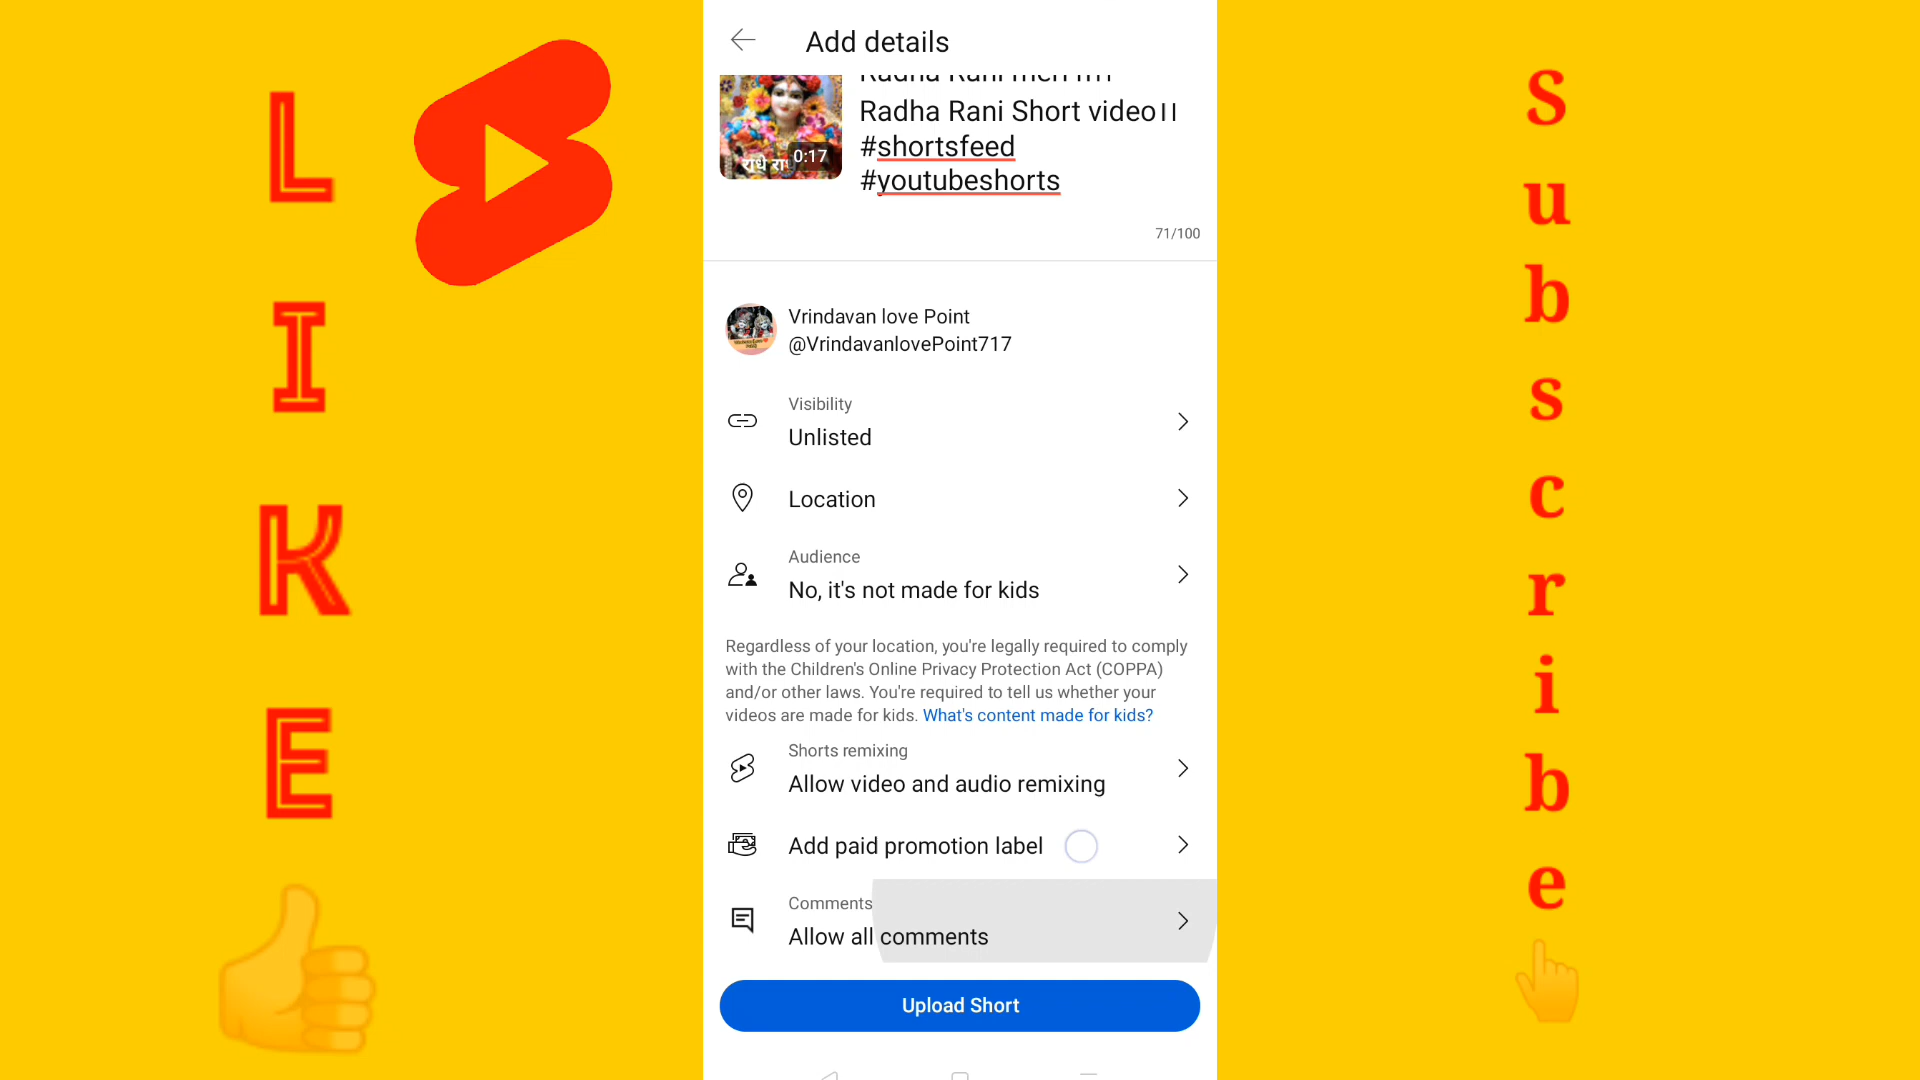 LIKE
Subscribe
Add details
Radha Rani Short videoII
#shortsfeed
#youtubeshorts
0:17
71/100
Vrindavan love Point
@VrindavanlovePoint717
Visibility
Unlisted
Location
Audience
No, it's not made for kids
Regardless of your location, you're legally required to comply
with the Children's Online Privacy Protection Act (COPPA)
and/or other laws. You're required to tell us whether your
videos are made for kids. What's content made for kids?
Shorts remixing
Allow video and audio remixing
Add paid promotion label
Comments
Allow all comments
Upload Short